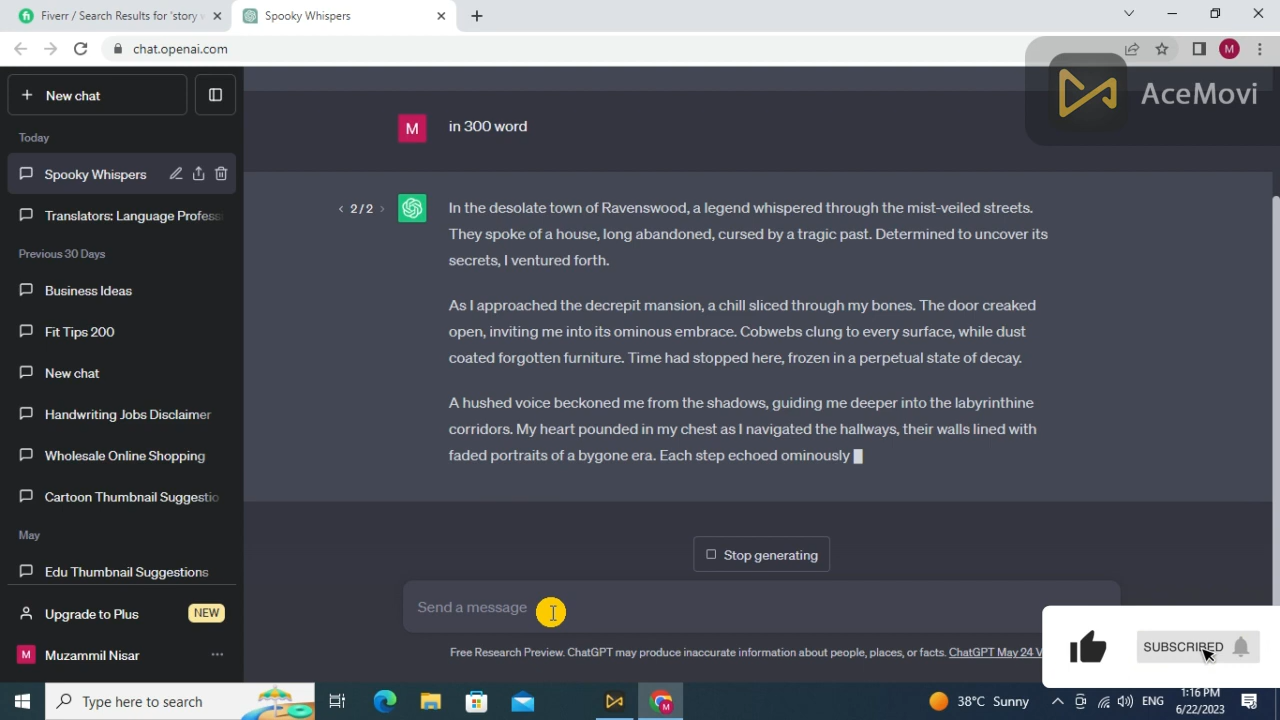 Fiverr / Search Results for 'story
Spooky Whispers
chat.openai.com
M
AceMovi
New chat
Today
Spooky Whispers
Translators: Language Profess
Previous 30 Days
Business Ideas
Fit Tips 200
New chat
Handwriting Jobs Disclaimer
Wholesale Online Shopping
Cartoon Thumbnail Suggestio
May
Edu Thumbnail Suggestions
Upgrade to Plus NEW
M Muzammil Nisar
M in 300 word
2/2
In the desolate town of Ravenswood, a legend whispered through the mist-veiled streets.
They spoke of a house, long abandoned, cursed by a tragic past. Determined to uncover its
secrets, I ventured forth.
As I approached the decrepit mansion, a chill sliced through my bones. The door creaked
open, inviting me into its ominous embrace. Cobwebs clung to every surface, while dust
coated forgotten furniture. Time had stopped here, frozen in a perpetual state of decay.
A hushed voice beckoned me from the shadows, guiding me deeper into the labyrinthine
corridors. My heart pounded in my chest as I navigated the hallways, their walls lined with
faded portraits of a bygone era. Each step echoed ominously
Stop generating
Send a message
Free Research Preview. ChatGPT may produce inaccurate information about people, places, or facts. ChatGPT May 24 V
SUBSCRIBED
Type here to search
M
38°C Sunny
ENG
1:16 PM
6/22/2023